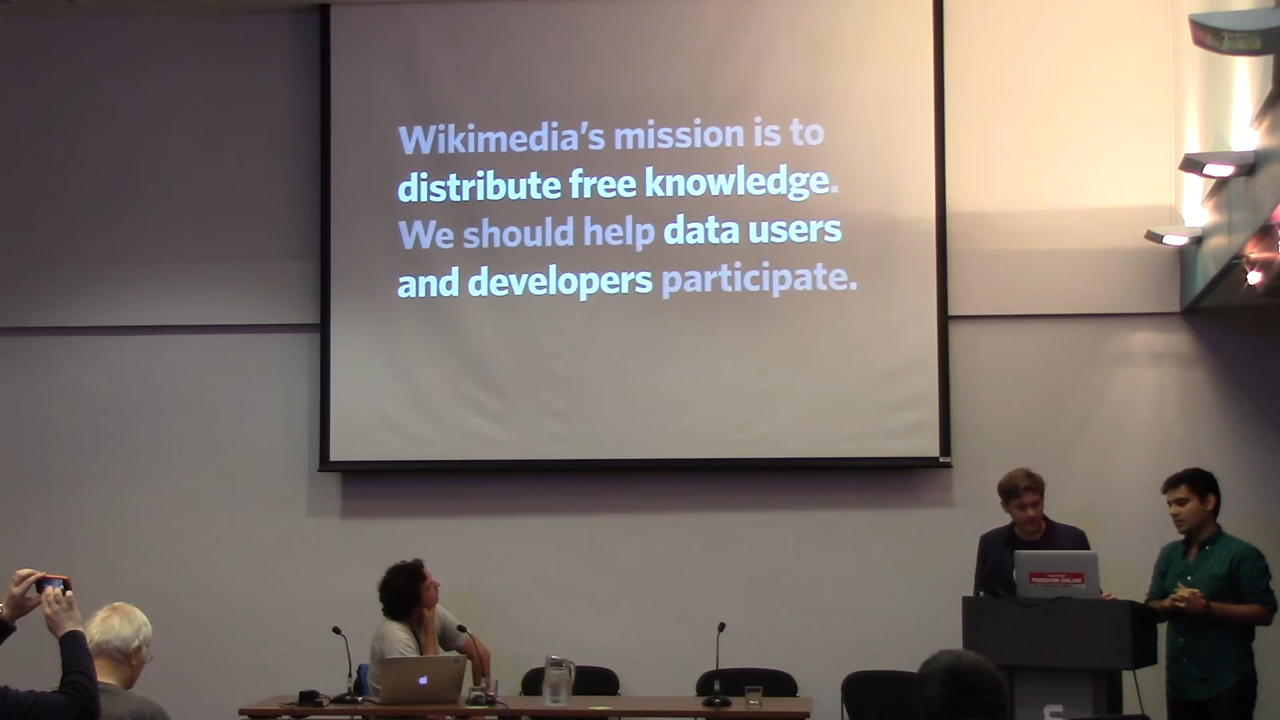 Wikimedia's mission is to
distribute free knowledge.
We should help data users
and developers participate.
FREEDOM ONLINE